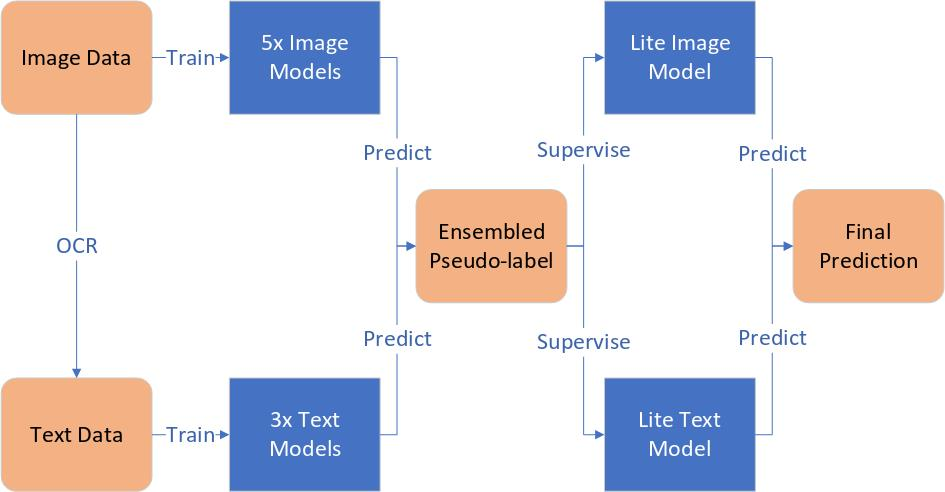 Image Data
Train
5x Image
Models
Lite Image
Model
Predict
Supervise
Predict
OCR
Ensembled
Pseudo-label
Final
Prediction
Predict
Supervise
Predict
Text Data
Train
3x Text
Models
Lite Text
Model